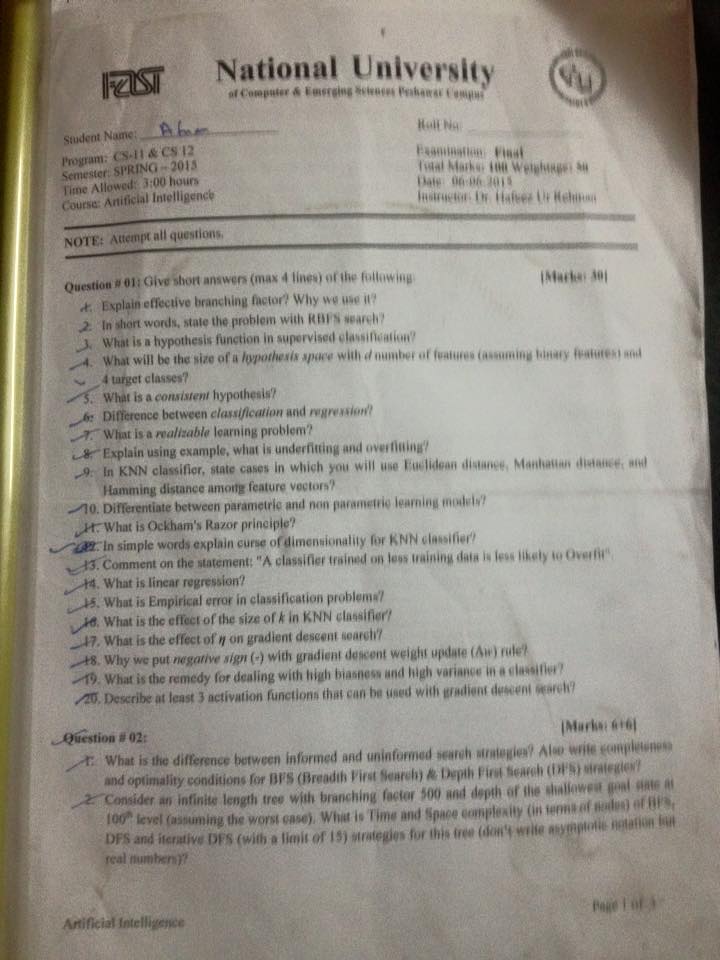 FAST
National University
of Computer & Emerging Sciences Peshawar Campus
Student Name:
Roll No:
Program: CS-11 & CS 12
Examination: Final
Semester: SPRING – 2015
Total Marks: 100 Weightage: 50
Time Allowed: 3:00 hours
Date: 06-06-2015
Course: Artificial Intelligence
Instructor: Dr. Hafeez Ur Rehman
NOTE: Attempt all questions.
Question # 01: Give short answers (max 4 lines) of the following. [Marks: 30]
1. Explain effective branching factor? Why we use it?
2. In short words, state the problem with RBFS search?
3. What is a hypothesis function in supervised classification?
4. What will be the size of a hypothesis space with d number of features (assuming binary features) and
4 target classes?
5. What is a consistent hypothesis?
6. Difference between classification and regression?
7. What is a realizable learning problem?
8. Explain using example, what is underfitting and overfitting?
9. In KNN classifier, state cases in which you will use Euclidean distance, Manhattan distance, and
Hamming distance among feature vectors?
10. Differentiate between parametric and non parametric learning models?
11. What is Ockham's Razor principle?
12. In simple words explain curse of dimensionality for KNN classifier?
13. Comment on the statement: "A classifier trained on less training data is less likely to Overfit".
14. What is linear regression?
15. What is Empirical error in classification problems?
16. What is the effect of the size of k in KNN classifier?
17. What is the effect of η on gradient descent search?
18. Why we put negative sign (-) with gradient descent weight update (Δw) rule?
19. What is the remedy for dealing with high biasness and high variance in a classifier?
20. Describe at least 3 activation functions that can be used with gradient descent search?
Question # 02: [Marks: 6+6]
1. What is the difference between informed and uninformed search strategies? Also write completeness
and optimality conditions for BFS (Breadth First Search) & Depth First Search (DFS) strategies?
2. Consider an infinite length tree with branching factor 500 and depth of the shallowest goal state at
100th level (assuming the worst case). What is Time and Space complexity (in terms of nodes) of BFS,
DFS and iterative DFS (with a limit of 15) strategies for this tree (don't write asymptotic notation but
real numbers)?
Page 1 of 3
Artificial Intelligence